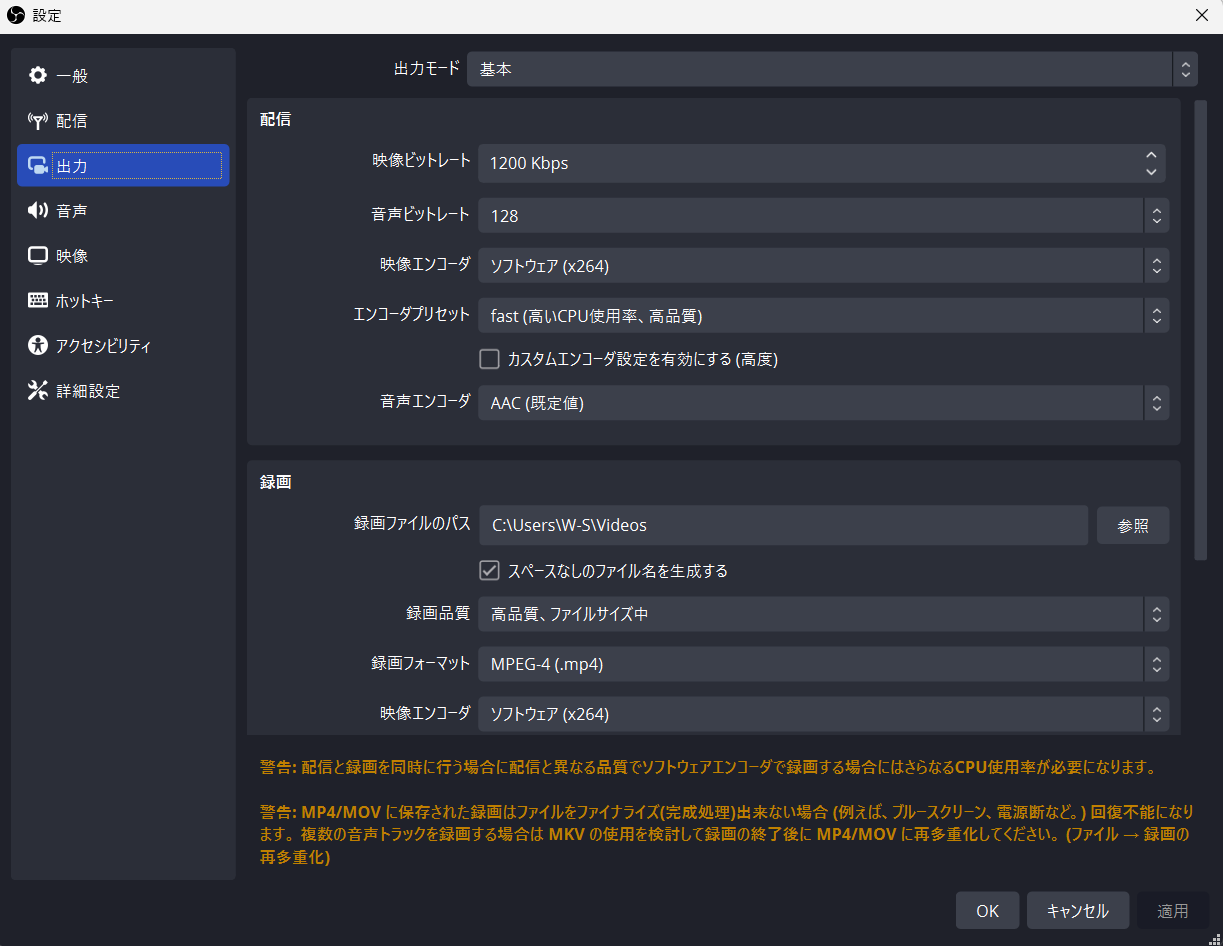 設定
一般
配信
出力
音声
映像
ホットキー
アクセシビリティ
詳細設定
出力モード 基本
配信
映像ビットレート 1200 Kbps
音声ビットレート 128
映像エンコーダ ソフトウェア (x264)
エンコーダプリセット fast (高いCPU使用率、高品質)
カスタムエンコーダ設定を有効にする (高度)
音声エンコーダ AAC (既定値)
録画
録画ファイルのパス C:\Users\W-S\Videos 参照
スペースなしのファイル名を生成する
録画品質 高品質、ファイルサイズ中
録画フォーマット MPEG-4 (.mp4)
映像エンコーダ ソフトウェア (x264)
警告: 配信と録画を同時に行う場合に配信と異なる品質でソフトウェアエンコーダで録画する場合にはさらなるCPU使用率が必要になります。
警告: MP4/MOV に保存された録画はファイルをファイナライズ(完成処理)出来ない場合 (例えば、ブルースクリーン、電源断など。) 回復不能になり
ます。 複数の音声トラックを録画する場合は MKV の使用を検討して録画の終了後に MP4/MOV に再多重化してください。 (ファイル → 録画の
再多重化)
OK キャンセル 適用